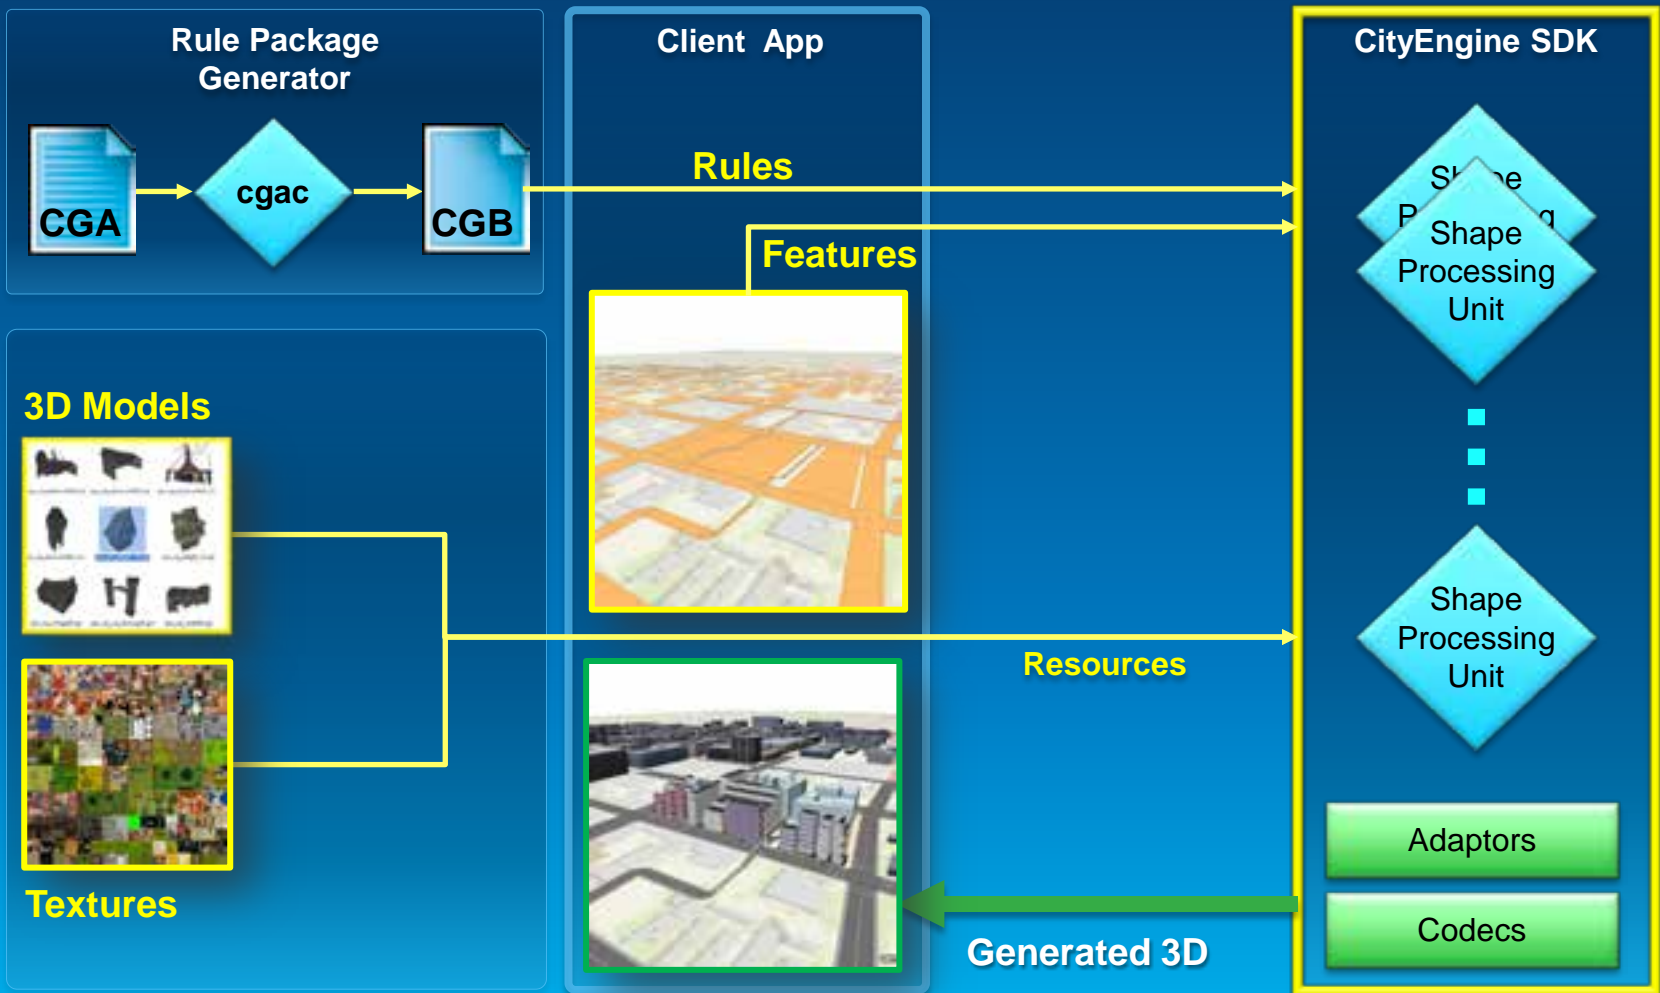 Rule Package
Generator
CGA
cgac
CGB
Client App
Rules
Features
CityEngine SDK
Shape
Shape
Processing
Unit
Shape
Processing
Unit
3D Models
Textures
Resources
Generated 3D
Adaptors
Codecs